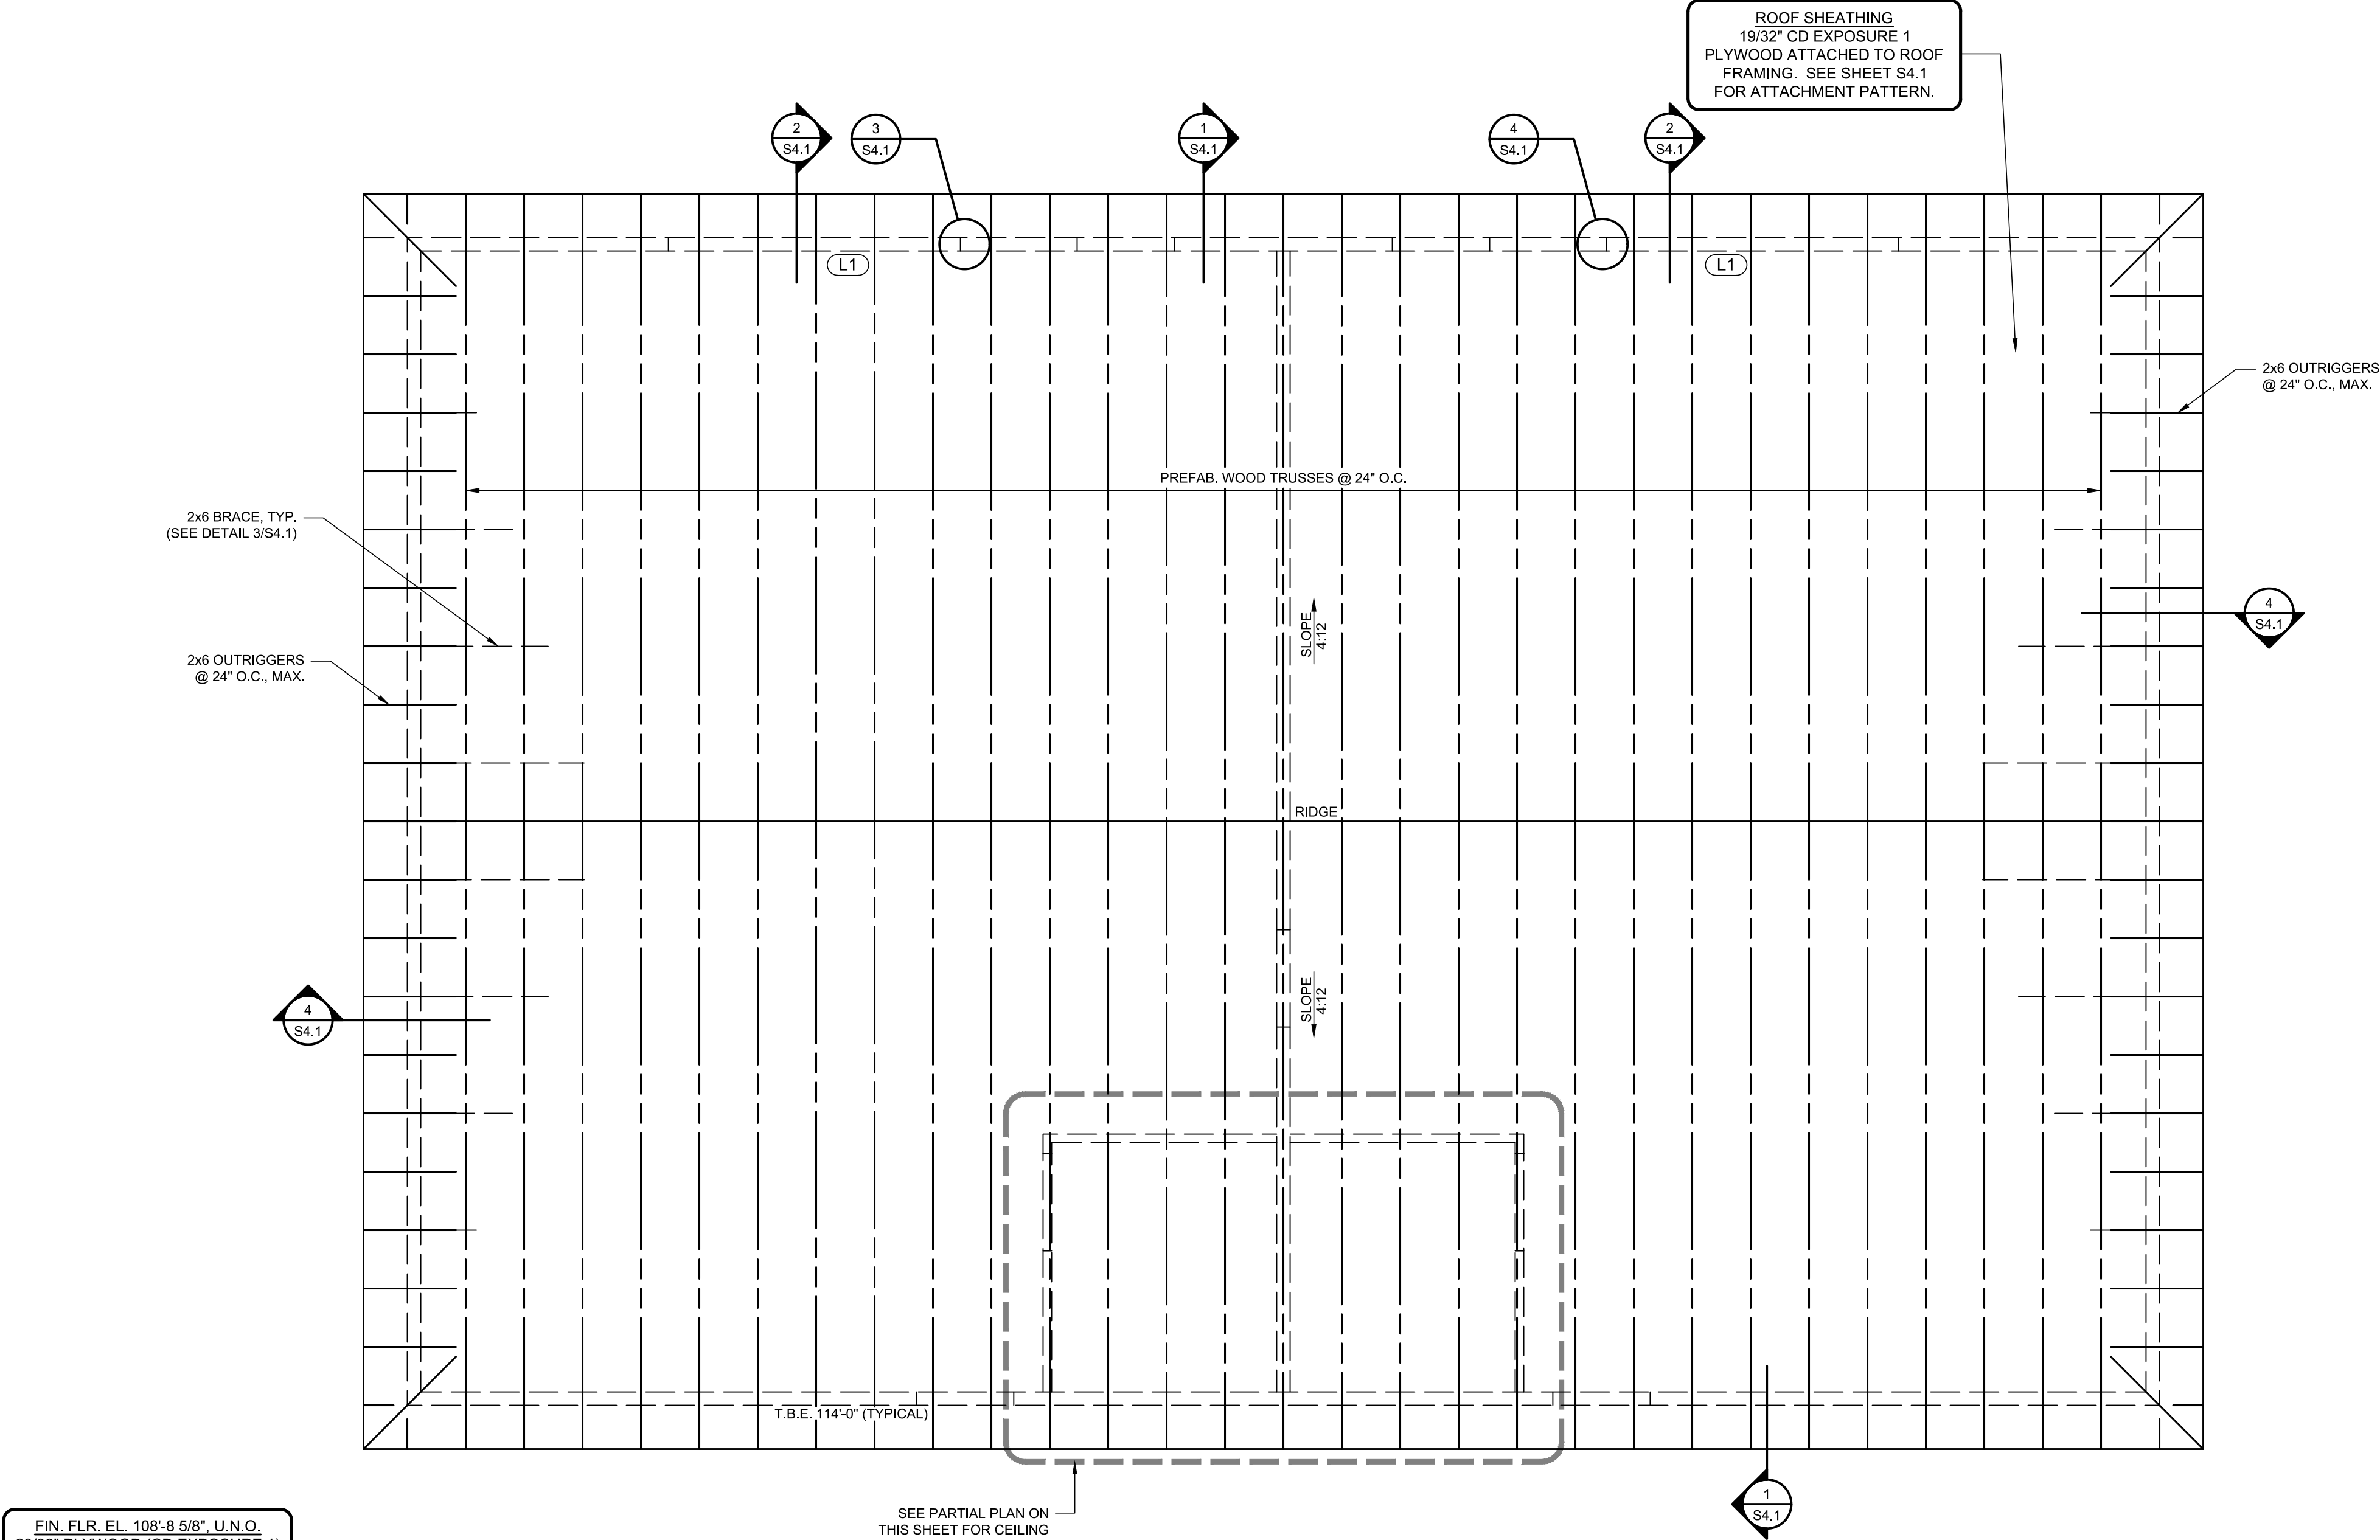 ROOF SHEATHING
19/32" CD EXPOSURE 1
PLYWOOD ATTACHED TO ROOF
FRAMING.  SEE SHEET S4.1
FOR ATTACHMENT PATTERN.
2
S4.1
3
S4.1
1
S4.1
4
S4.1
2
S4.1
L1
L1
2x6 OUTRIGGERS
@ 24" O.C., MAX.
PREFAB. WOOD TRUSSES @ 24" O.C.
2x6 BRACE, TYP.
(SEE DETAIL 3/S4.1)
4
S4.1
SLOPE
4:12
2x6 OUTRIGGERS
@ 24" O.C., MAX.
RIDGE
SLOPE
4:12
4
S4.1
T.B.E. 114'-0" (TYPICAL)
1
S4.1
SEE PARTIAL PLAN ON
THIS SHEET FOR CEILING
FIN. FLR. EL. 108'-8 5/8", U.N.O.